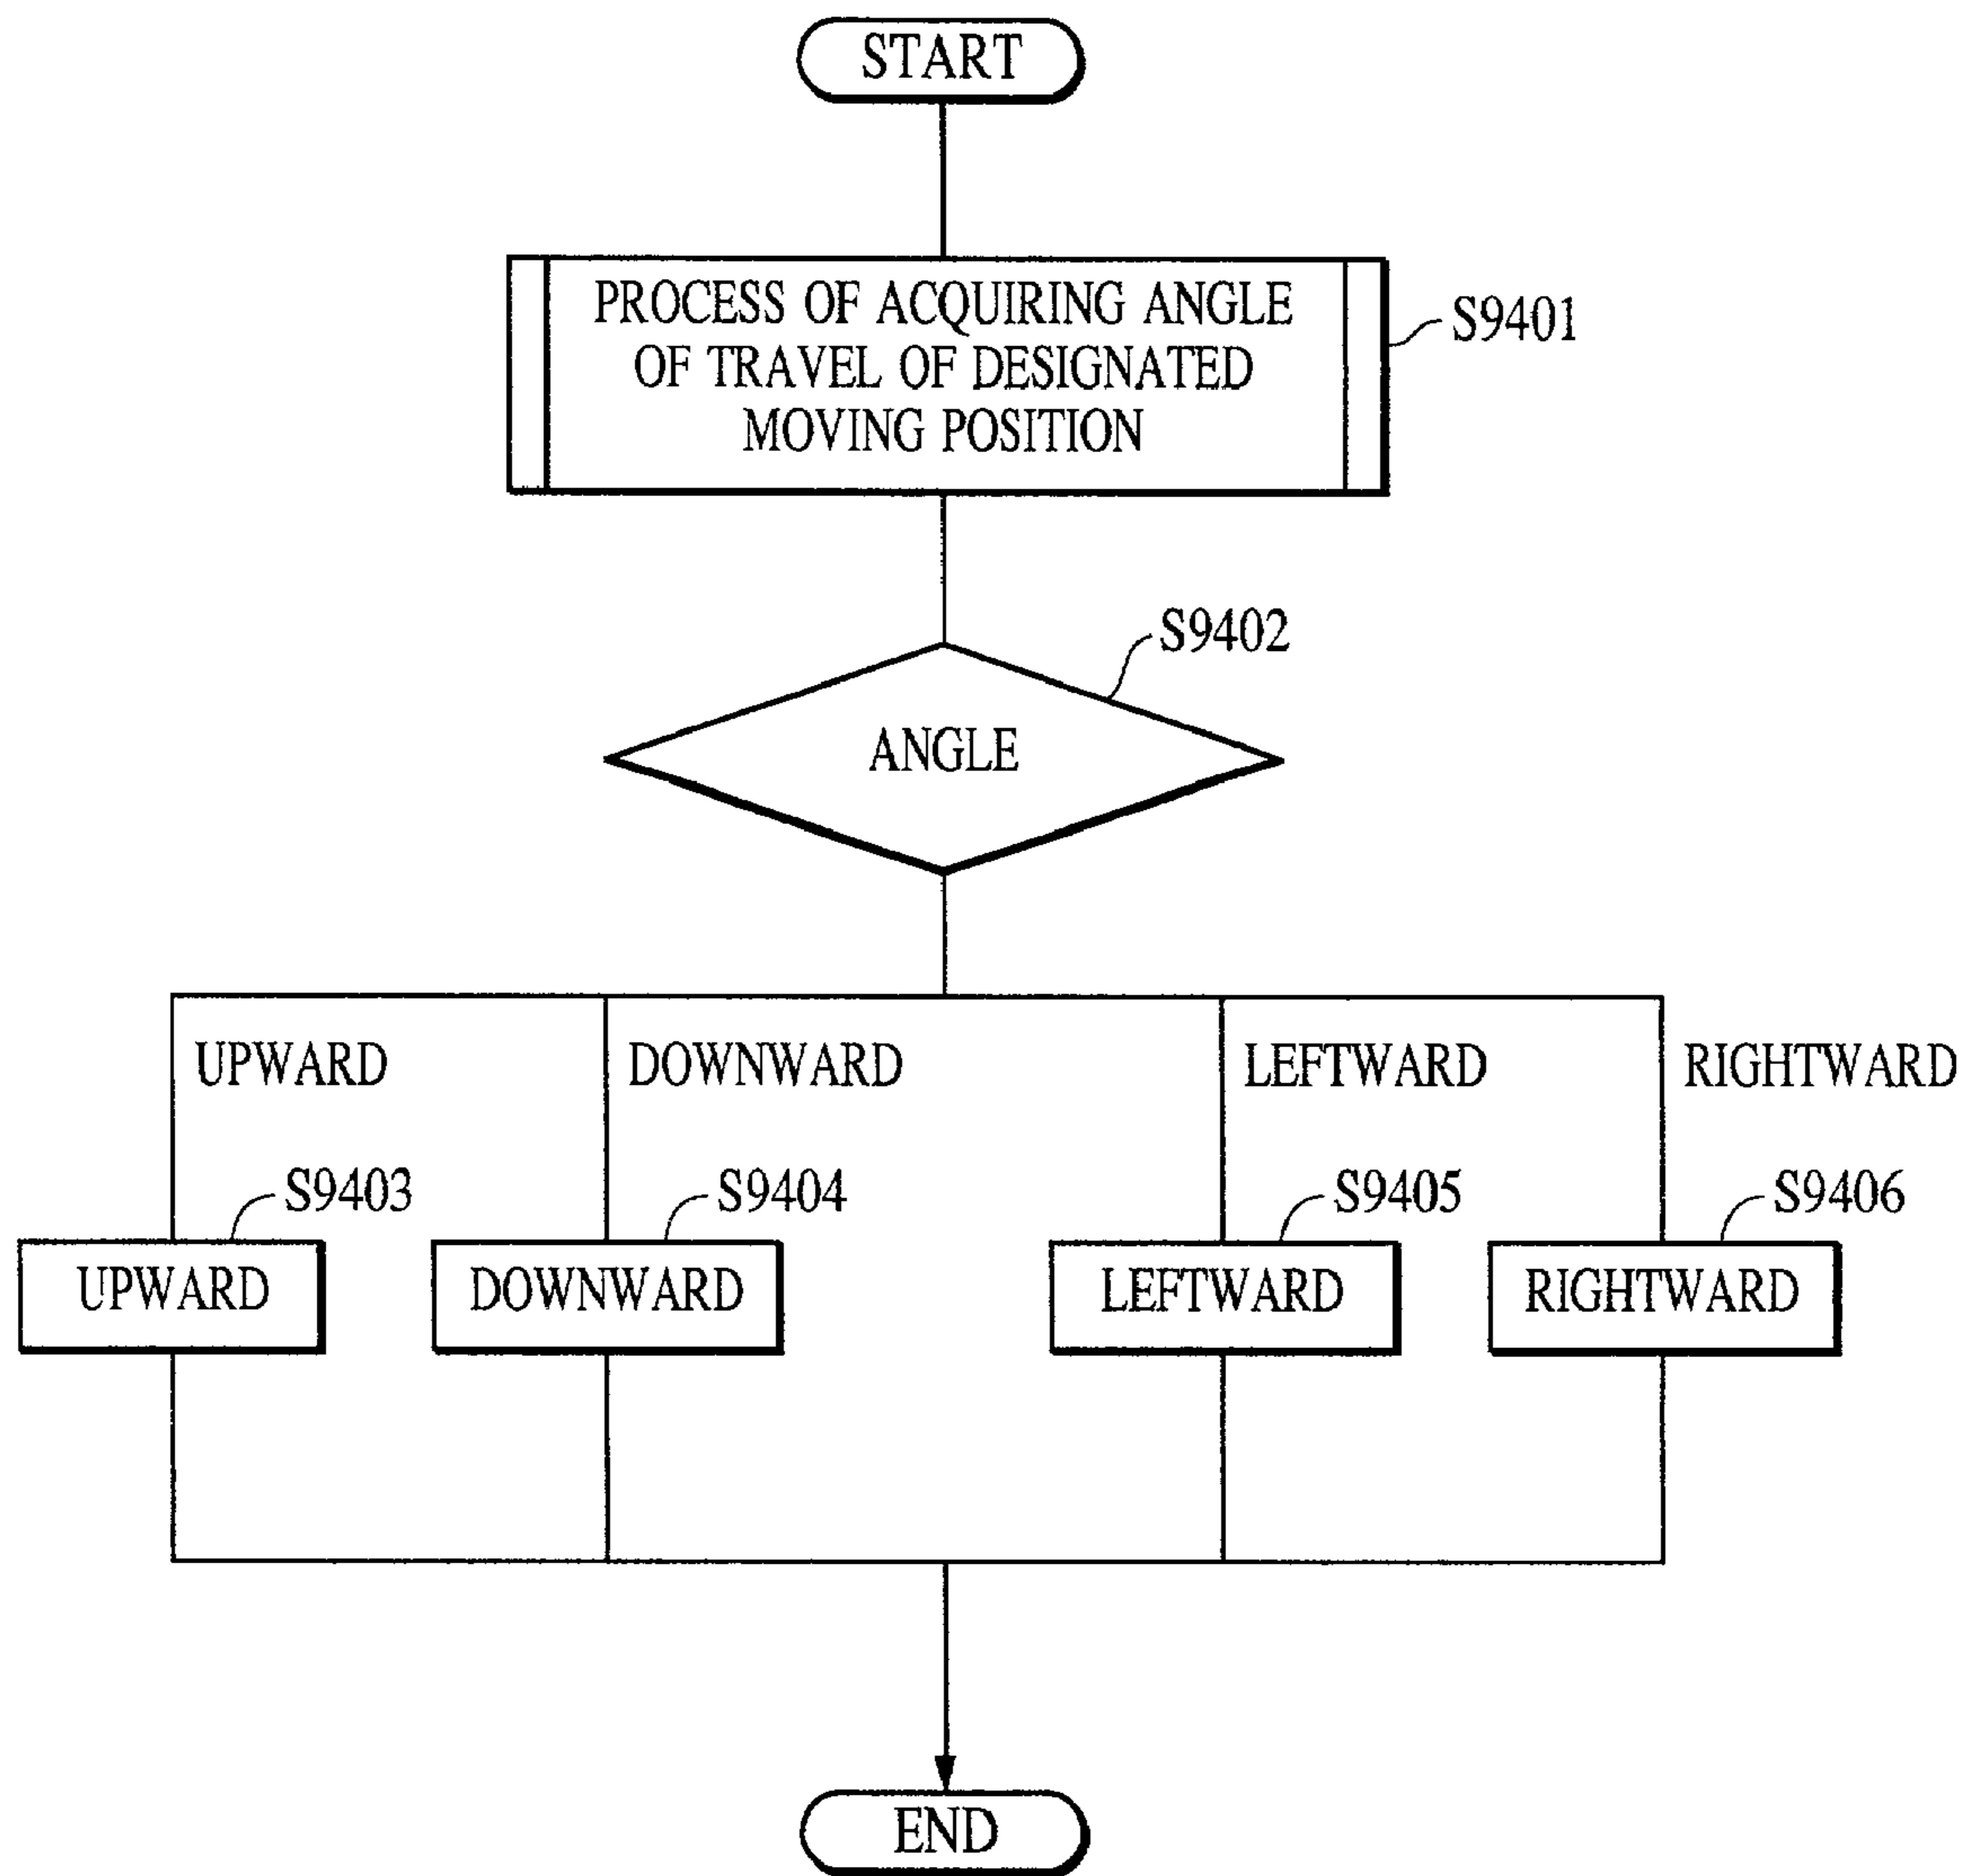 START
PROCESS OF ACQUIRING ANGLE
OF TRAVEL OF DESIGNATED
MOVING POSITION
S9401
S9402
ANGLE
UPWARD
DOWNWARD
LEFTWARD
RIGHTWARD
S9403
S9404
S9405
S9406
UPWARD
DOWNWARD
LEFTWARD
RIGHTWARD
END